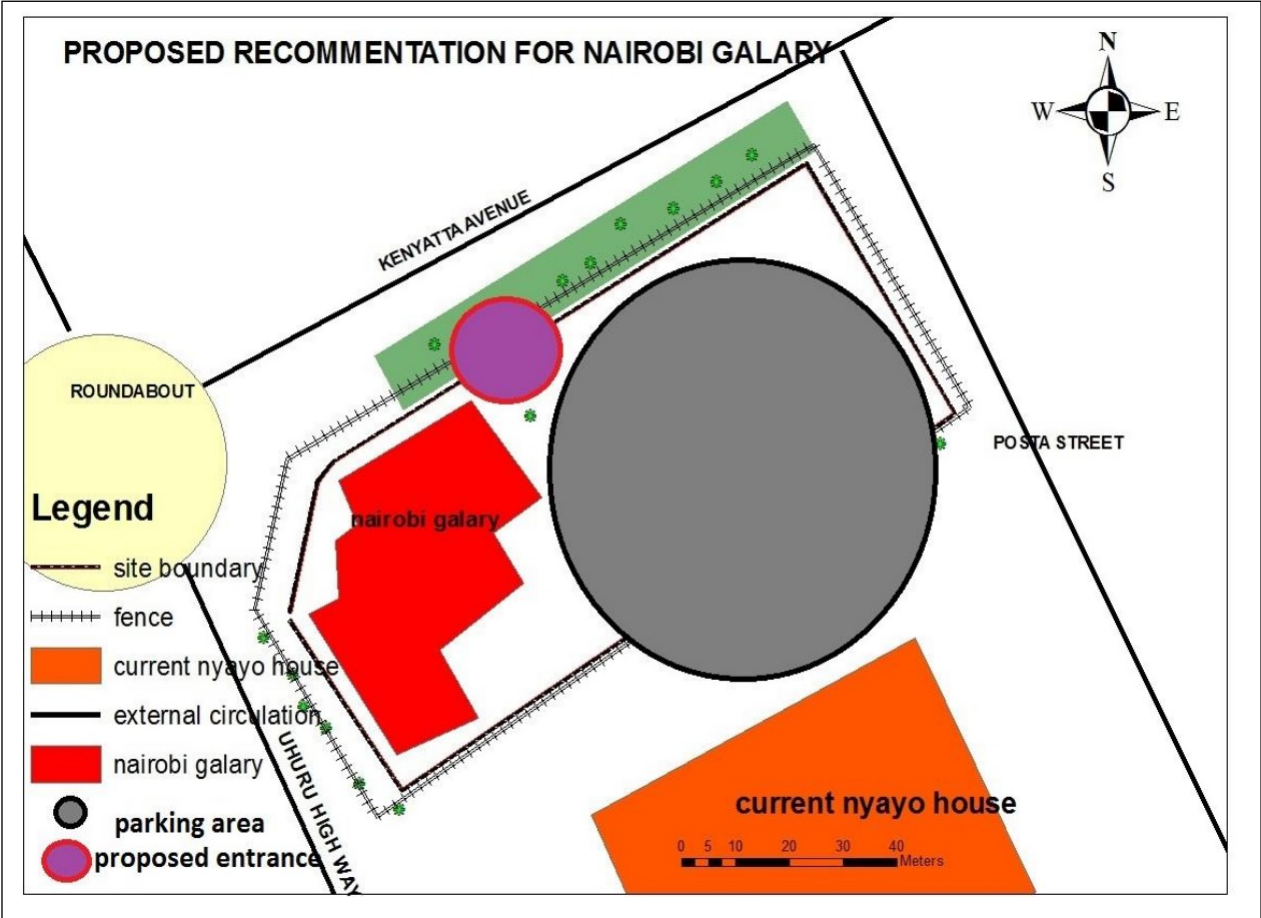 PROPOSED RECOMMENTATION FOR NAIROBI GALARY
N
W
E
S
KENYATTA AVENUE
ROUNDABOUT
POSTA STREET
Legend
nairobi galary
site boundary
fence
current nyayo house
external circulation
nairobi galary
parking area
proposed entrance
UHURU HIGH WAY
current nyayo house
0 5 10 20 30 40
Meters